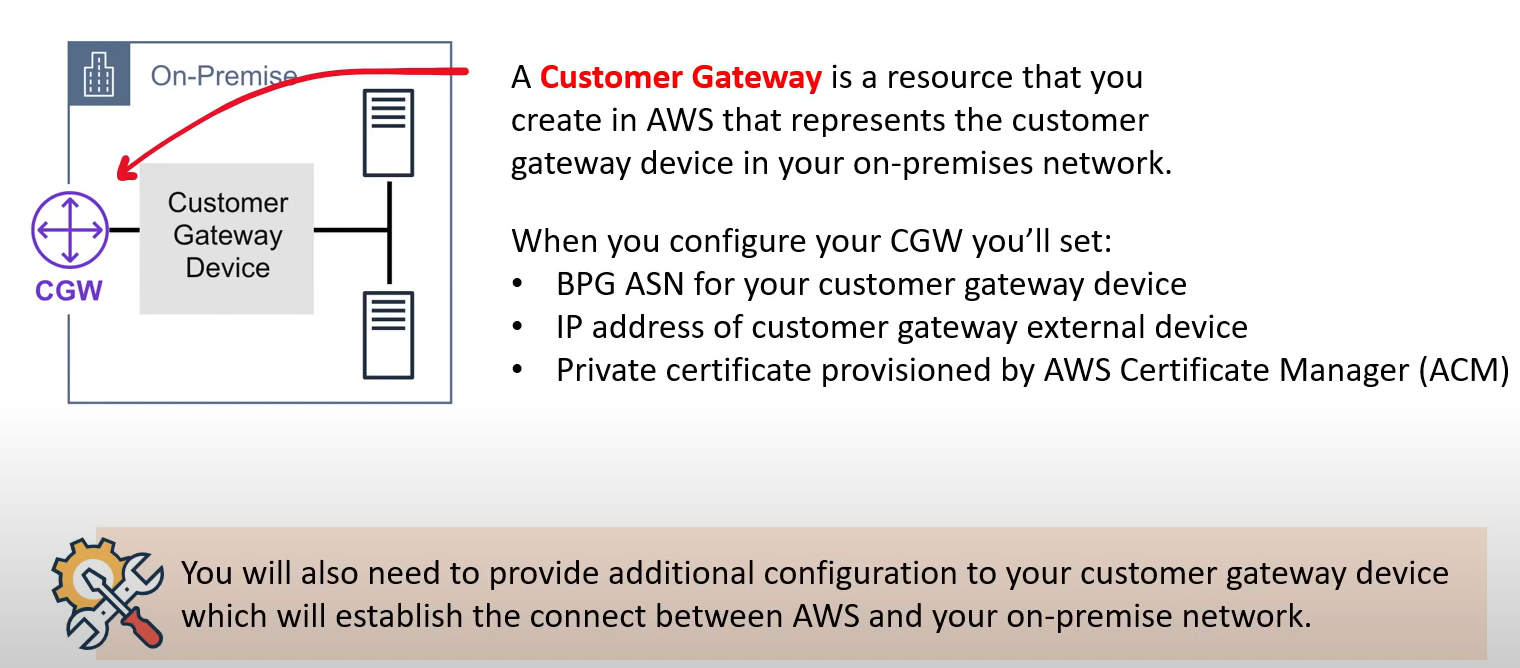 On-Premise
Customer
Gateway
Device
CGW
A Customer Gateway is a resource that you
create in AWS that represents the customer
gateway device in your on-premises network.
When you configure your CGW you’ll set:
• BPG ASN for your customer gateway device
• IP address of customer gateway external device
• Private certificate provisioned by AWS Certificate Manager (ACM)
You will also need to provide additional configuration to your customer gateway device
which will establish the connect between AWS and your on-premise network.